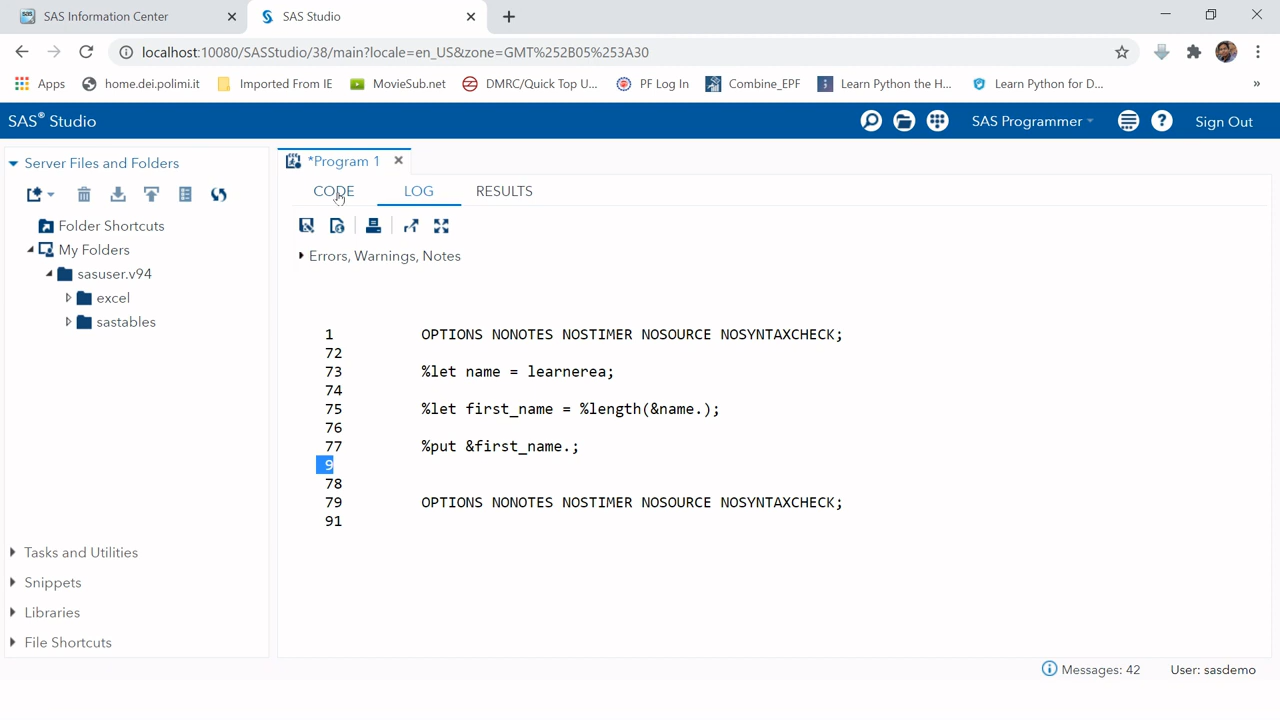 SAS Information Center
SAS Studio
localhost:10080/SASStudio/38/main?locale=en_US&zone=GMT%252B05%253A30
Apps
home.dei.polimi.it
Imported From IE
MovieSub.net
DMRC/Quick Top U...
PF Log In
Combine_EPF
Learn Python the H...
Learn Python for D...
»
SAS® Studio
SAS Programmer
Sign Out
Server Files and Folders
*Program 1
CODE
LOG
RESULTS
Folder Shortcuts
My Folders
sasuser.v94
excel
sastables
Errors, Warnings, Notes
1 OPTIONS NONOTES NOSTIMER NOSOURCE NOSYNTAXCHECK;
72
73 %let name = learnerea;
74
75 %let first_name = %length(&name.);
76
77 %put &first_name.;
9
78
79 OPTIONS NONOTES NOSTIMER NOSOURCE NOSYNTAXCHECK;
91
Tasks and Utilities
Snippets
Libraries
File Shortcuts
Messages: 42
User: sasdemo